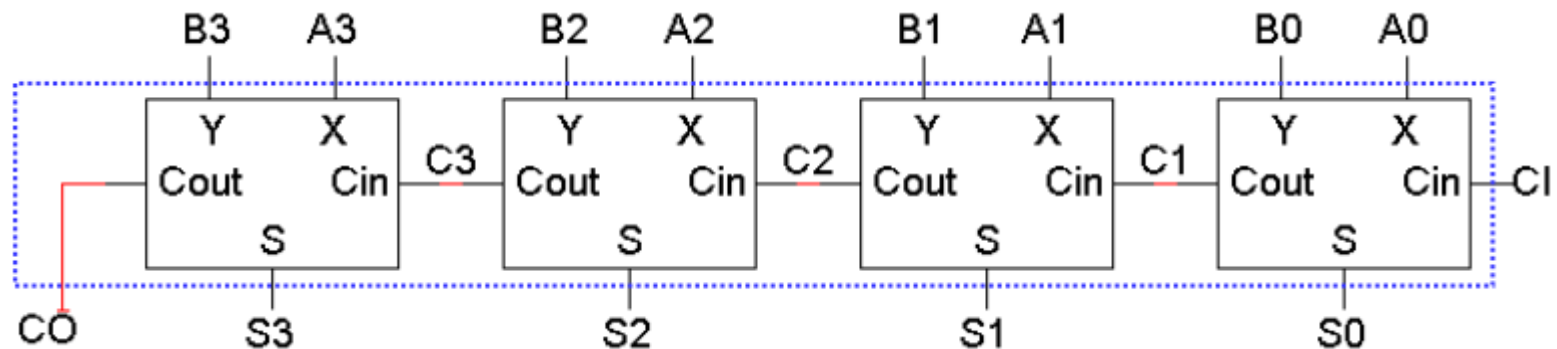 B3 A3 B2 A2 B1 A1 B0 A0
Y X Y X Y X Y X
Cout Cin C3 Cout Cin C2 Cout Cin C1 Cout Cin CI
S S S S
CO S3 S2 S1 S0